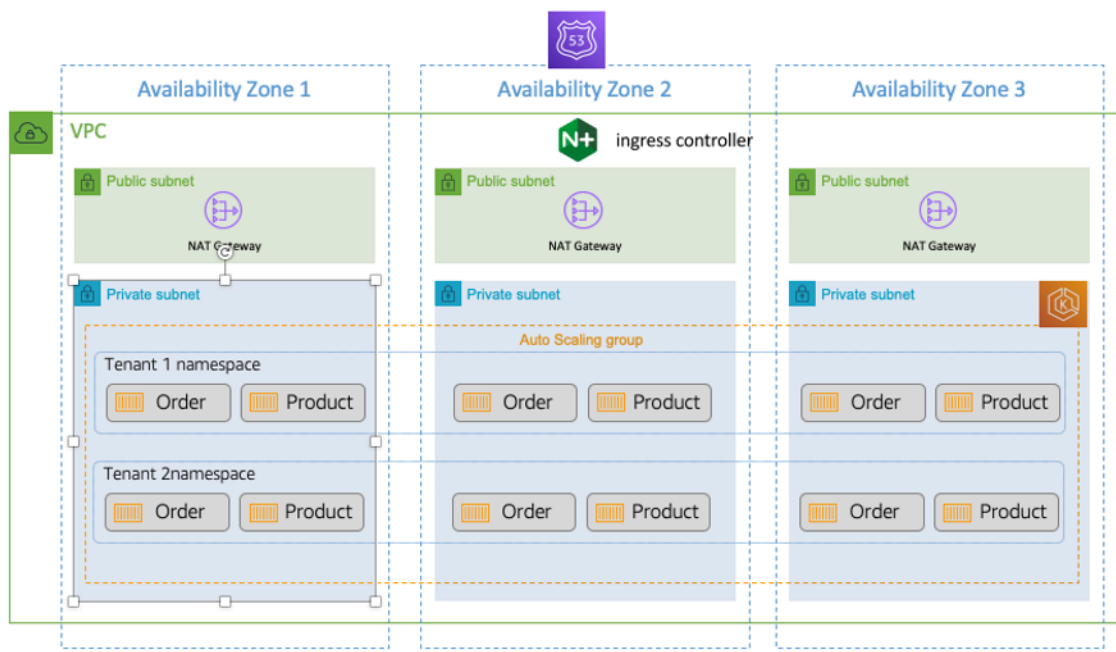 53
Availability Zone 1
Availability Zone 2
Availability Zone 3
VPC
N+
ingress controller
Public subnet
Public subnet
Public subnet
NAT Gateway
NAT Gateway
NAT Gateway
Private subnet
Private subnet
Private subnet
K
Auto Scaling group
Tenant 1 namespace
Order
Product
Order
Product
Order
Product
Tenant 2namespace
Order
Product
Order
Product
Order
Product